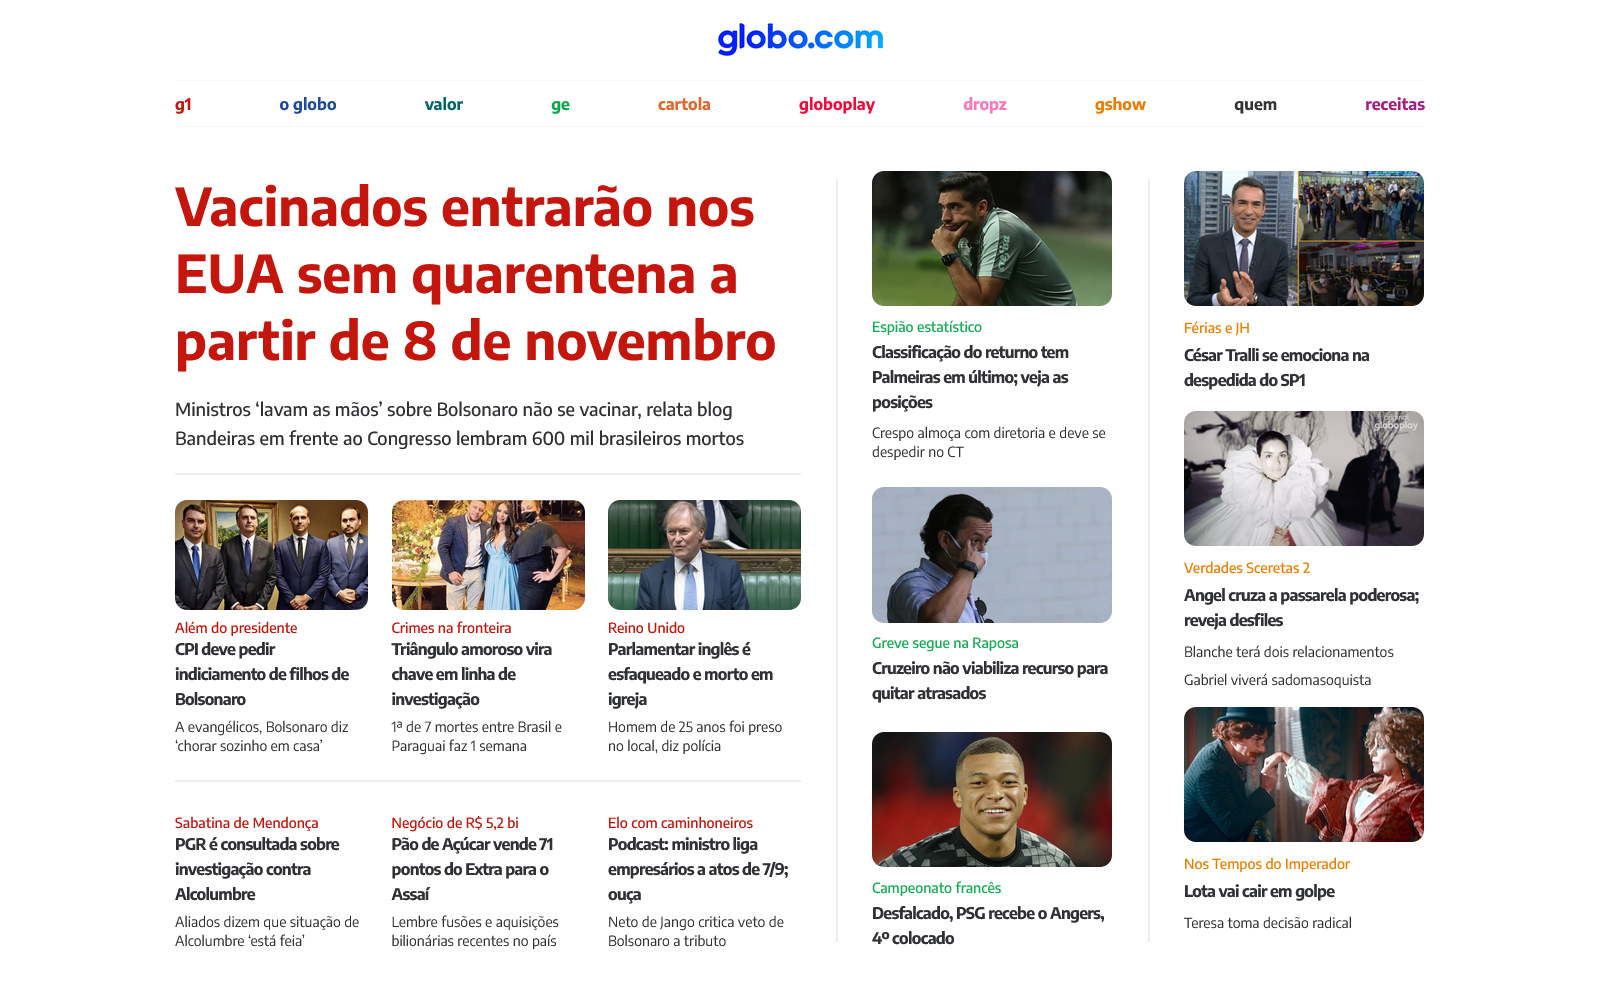 globo.com
g1
o globo
valor
ge
cartola
globoplay
dropz
gshow
quem
receitas
Vacinados entrarão nos
EUA sem quarentena a
partir de 8 de novembro
Ministros ‘lavam as mãos’ sobre Bolsonaro não se vacinar, relata blog
Bandeiras em frente ao Congresso lembram 600 mil brasileiros mortos
Além do presidente
CPI deve pedir
indiciamento de filhos de
Bolsonaro
A evangélicos, Bolsonaro diz
‘chorar sozinho em casa’
Crimes na fronteira
Triângulo amoroso vira
chave em linha de
investigação
1ª de 7 mortes entre Brasil e
Paraguai faz 1 semana
Reino Unido
Parlamentar inglês é
esfaqueado e morto em
igreja
Homem de 25 anos foi preso
no local, diz polícia
Sabatina de Mendonça
PGR é consultada sobre
investigação contra
Alcolumbre
Aliados dizem que situação de
Alcolumbre ‘está feia’
Negócio de R$ 5,2 bi
Pão de Açúcar vende 71
pontos do Extra para o
Assaí
Lembre fusões e aquisições
bilionárias recentes no país
Elo com caminhoneiros
Podcast: ministro liga
empresários a atos de 7/9;
ouça
Neto de Jango critica veto de
Bolsonaro a tributo
Espião estatístico
Classificação do returno tem
Palmeiras em último; veja as
posições
Crespo almoça com diretoria e deve se
despedir no CT
Greve segue na Raposa
Cruzeiro não viabiliza recurso para
quitar atrasados
Campeonato francês
Desfalcado, PSG recebe o Angers,
4º colocado
Férias e JH
César Tralli se emociona na
despedida do SP1
globoplay
Verdades Sceretas 2
Angel cruza a passarela poderosa;
reveja desfiles
Blanche terá dois relacionamentos
Gabriel viverá sadomasoquista
Nos Tempos do Imperador
Lota vai cair em golpe
Teresa toma decisão radical